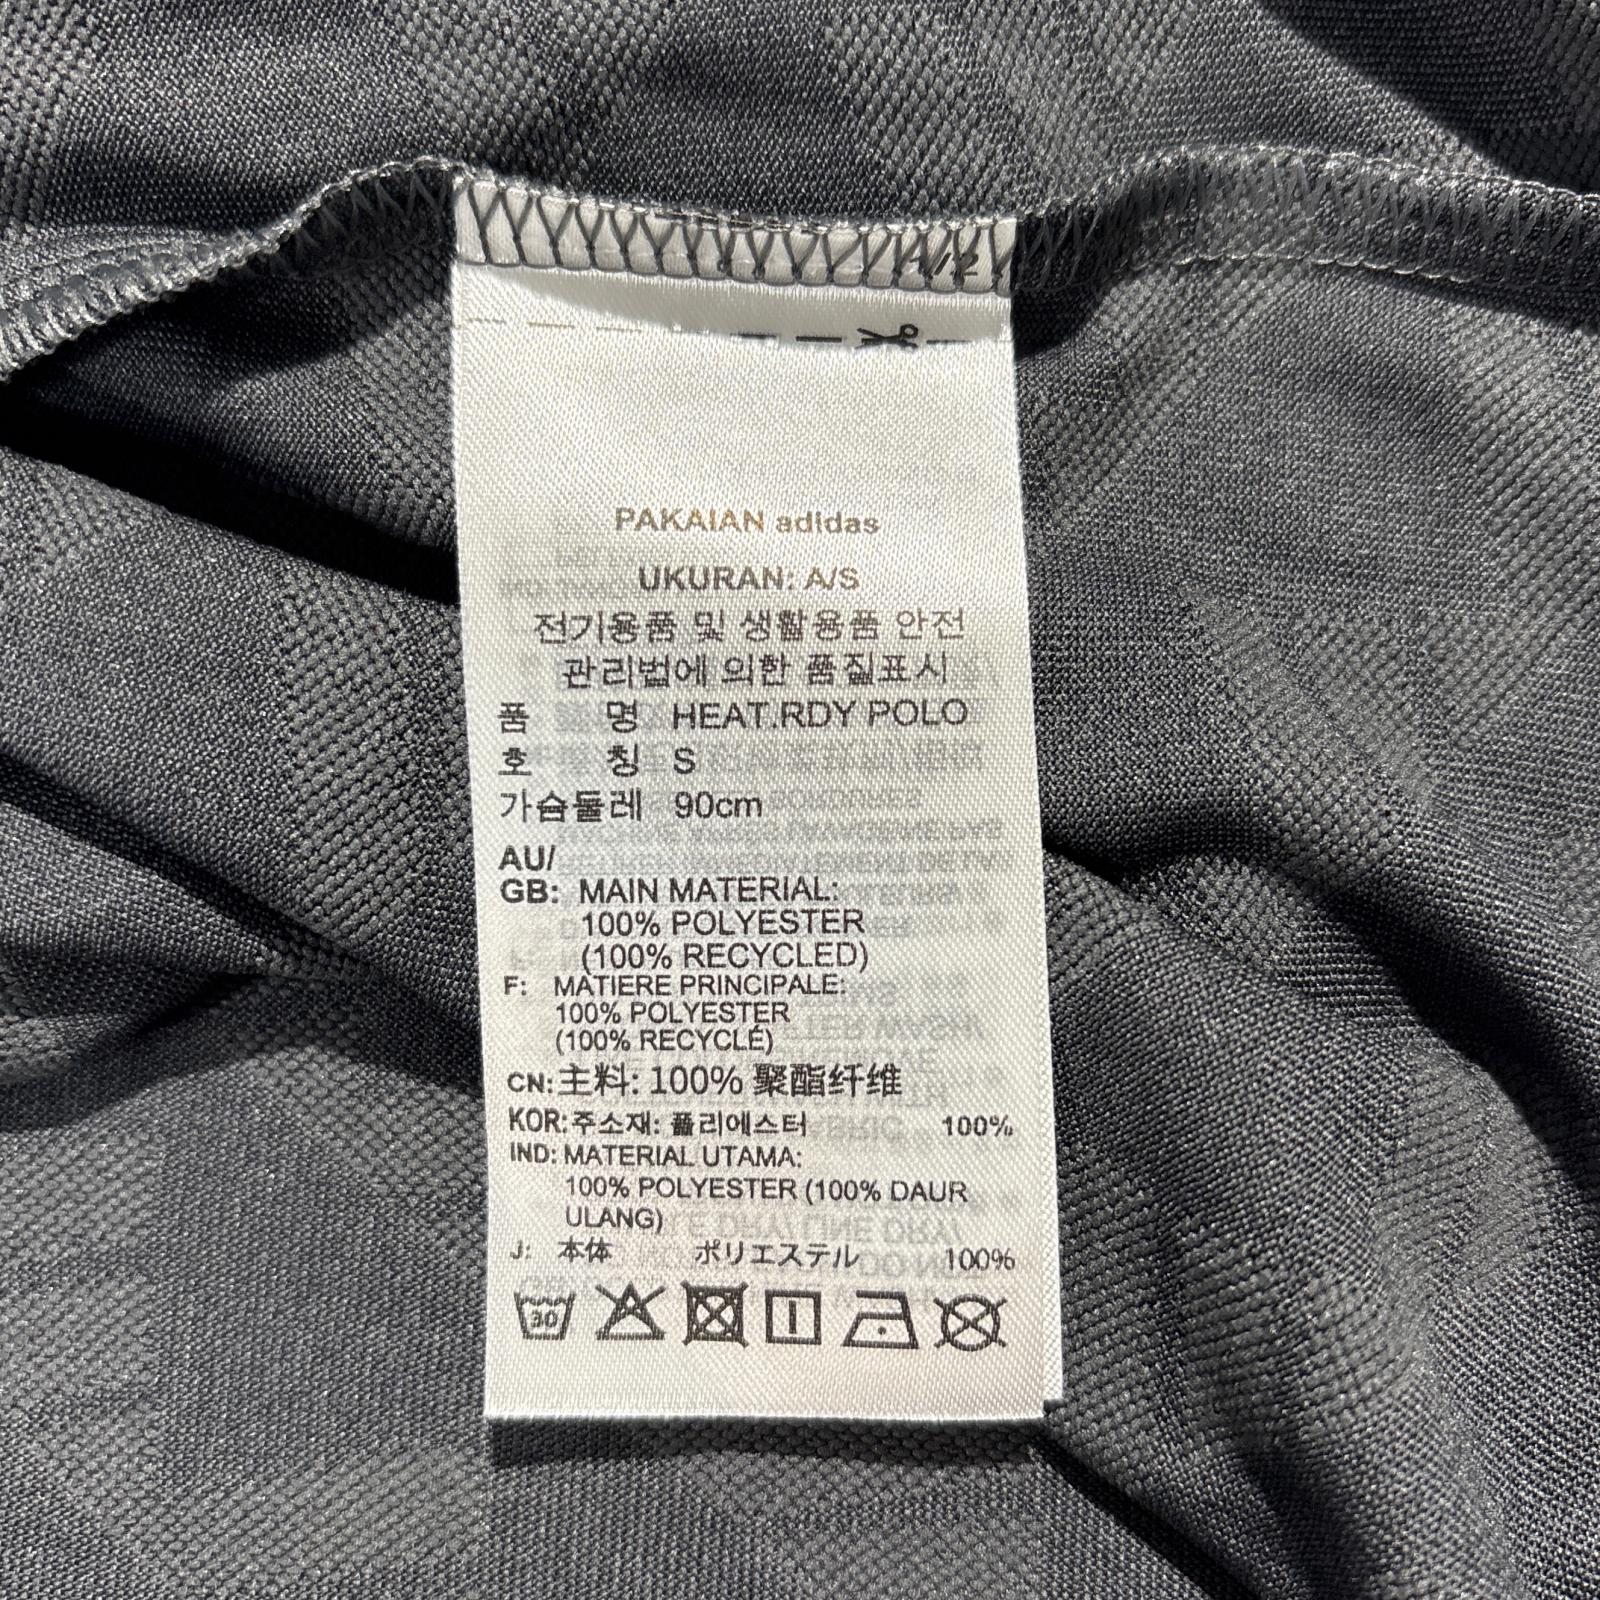 PAKAIAN adidas
UKURAN: A/S
전기용품 및 생활용품 안전
관리법에 의한 품질표시
품 명 HEAT.RDY POLO
호 칭 S
가슴둘레 90cm
AU/
GB: MAIN MATERIAL:
100% POLYESTER
(100% RECYCLED)
F: MATIERE PRINCIPALE:
100% POLYESTER
(100% RECYCLÉ)
CN: 主料: 100% 聚酯纤维
KOR: 주소재: 폴리에스터 100%
IND: MATERIAL UTAMA:
100% POLYESTER (100% DAUR
ULANG)
J: 本体 ポリエステル 100%
30